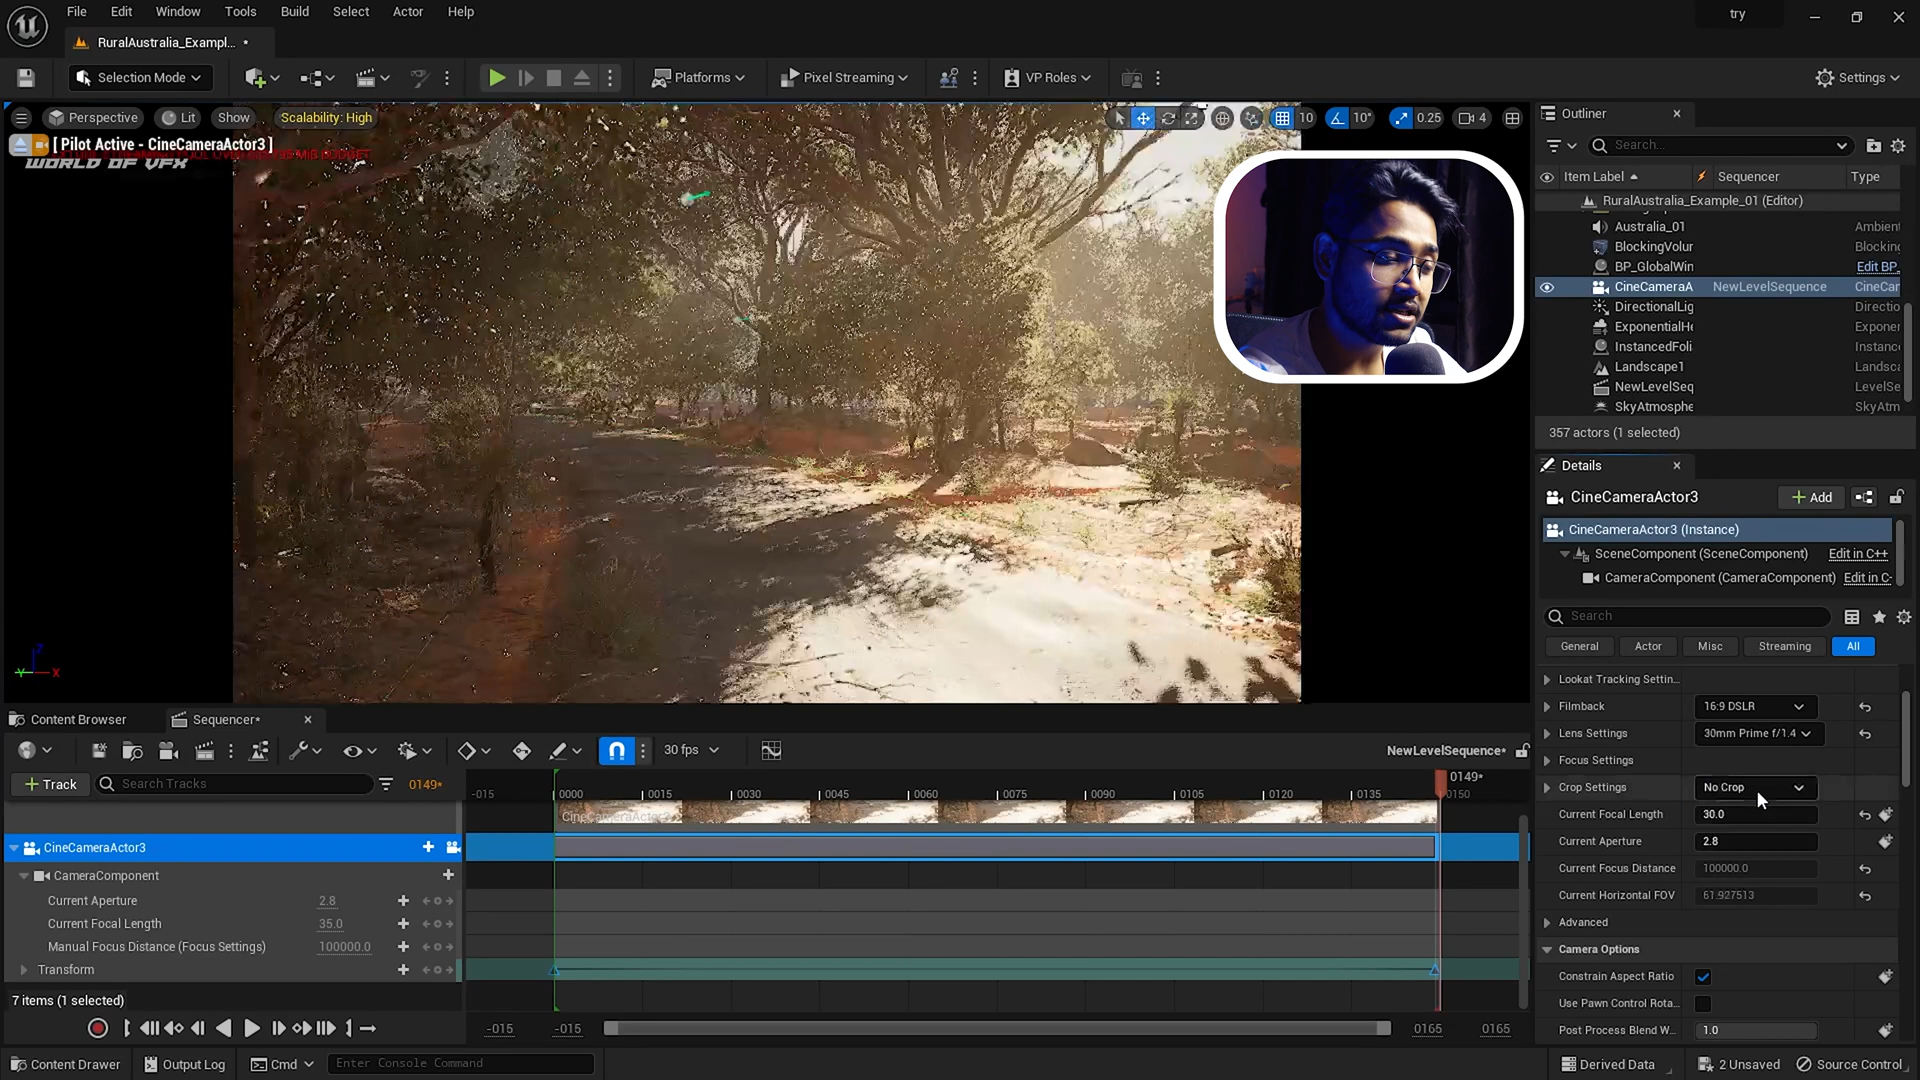 File Edit Window Tools Build Select Actor Help
try
RuralAustralia_Exampl... •
Selection Mode
Platforms
Pixel Streaming
VP Roles
Settings
Perspective
Lit
Show
Scalability: High
10
10°
0.25
4
[ Pilot Active - CineCameraActor3 ]
WORLD OF VFX
Outliner
Search...
Item Label
Sequencer
Type
RuralAustralia_Example_01 (Editor)
Australia_01 Ambien
BlockingVolur Blockin
BP_GlobalWin Edit BP_
CineCameraA NewLevelSequence CineCar
DirectionalLig Directio
ExponentialHe Exponer
InstancedFoli Instanc
Landscape1 Landsca
NewLevelSeq LevelSe
SkyAtmosphe SkyAtm
357 actors (1 selected)
Details
CineCameraActor3
+ Add
CineCameraActor3 (Instance)
SceneComponent (SceneComponent) Edit in C++
CameraComponent (CameraComponent) Edit in C-
Search
General
Actor
Misc
Streaming
All
Lookat Tracking Settin...
Filmback 16:9 DSLR
Lens Settings 30mm Prime f/1.4
Focus Settings
Crop Settings No Crop
Current Focal Length 30.0
Current Aperture 2.8
Current Focus Distance 100000.0
Current Horizontal FOV 61.927513
Advanced
Camera Options
Constrain Aspect Ratio
Use Pawn Control Rota...
Post Process Blend W... 1.0
Content Browser
Sequencer*
30 fps
NewLevelSequence*
+ Track
Search Tracks
0149*
-015 0000 0015 0030 0045 0060 0075 0090 0105 0120 0135 0150
0149*
CineCameraActor3
CameraComponent
Current Aperture 2.8
Current Focal Length 35.0
Manual Focus Distance (Focus Settings) 100000.0
Transform
7 items (1 selected)
-015 -015 0165 0165
Content Drawer
Output Log
Cmd
Enter Console Command
Derived Data
2 Unsaved
Source Control